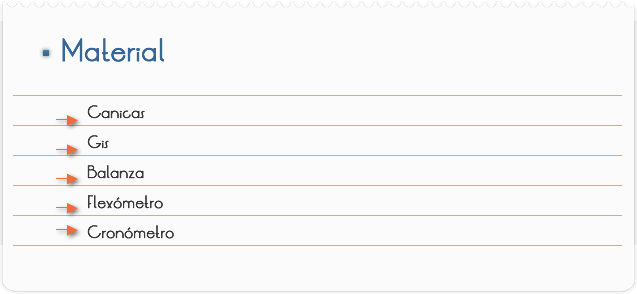 Material
Canicas
Gis
Balanza
Flexómetro
Cronómetro